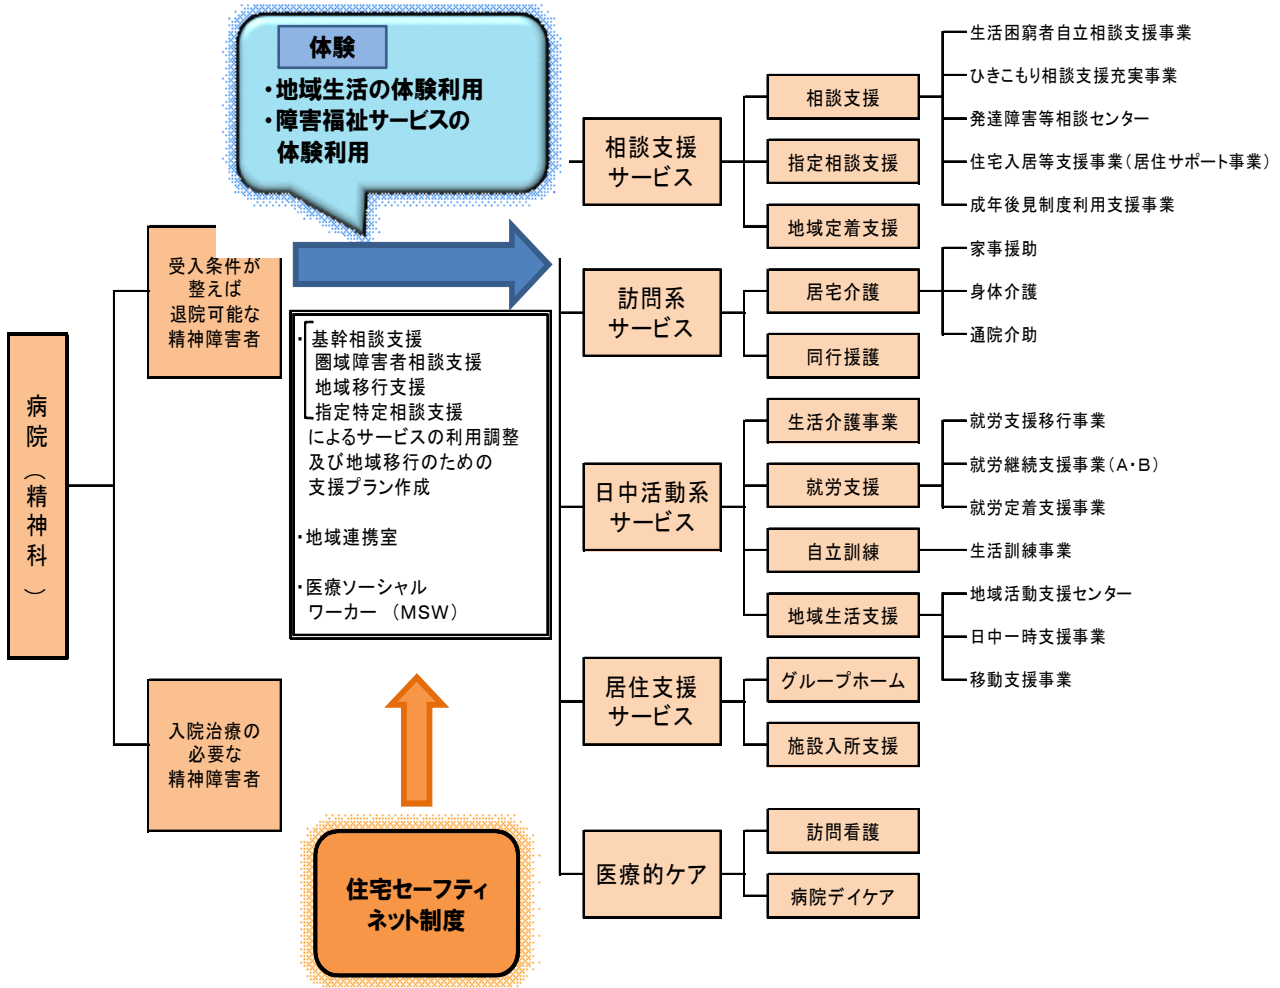 体験
・地域生活の体験利用
・障害福祉サービスの
体験利用
病院（精神科）
受入条件が
整えば
退院可能な
精神障害者
入院治療の
必要な
精神障害者
・基幹相談支援
圏域障害者相談支援
地域移行支援
指定特定相談支援
によるサービスの利用調整
及び地域移行のための
支援プラン作成
・地域連携室
・医療ソーシャル
ワーカー （MSW）
住宅セーフティ
ネット制度
相談支援
サービス
相談支援
生活困窮者自立相談支援事業
ひきこもり相談支援充実事業
発達障害等相談センター
住宅入居等支援事業（居住サポート事業）
成年後見制度利用支援事業
指定相談支援
地域定着支援
訪問系
サービス
居宅介護
家事援助
身体介護
通院介助
同行援護
日中活動系
サービス
生活介護事業
就労支援
就労支援移行事業
就労継続支援事業（A・B）
就労定着支援事業
自立訓練
生活訓練事業
地域生活支援
地域活動支援センター
日中一時支援事業
移動支援事業
居住支援
サービス
グループホーム
施設入所支援
医療的ケア
訪問看護
病院デイケア